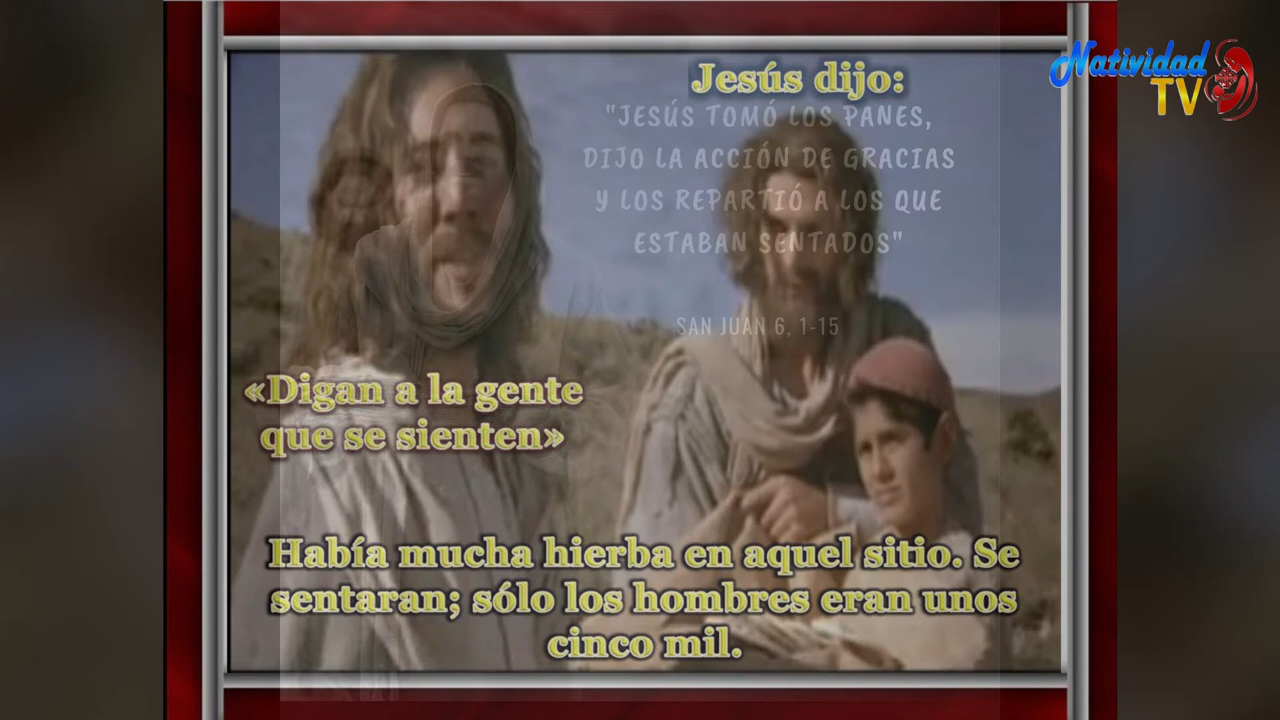 Natividad
TV
Jesús dijo:
"JESÚS TOMÓ LOS PANES,
DIJO LA ACCIÓN DE GRACIAS
Y LOS REPARTIÓ A LOS QUE
ESTABAN SENTADOS"
SAN JUAN 6, 1-15
«Digan a la gente
que se sienten»
Había mucha hierba en aquel sitio. Se
sentaran; sólo los hombres eran unos
cinco mil.